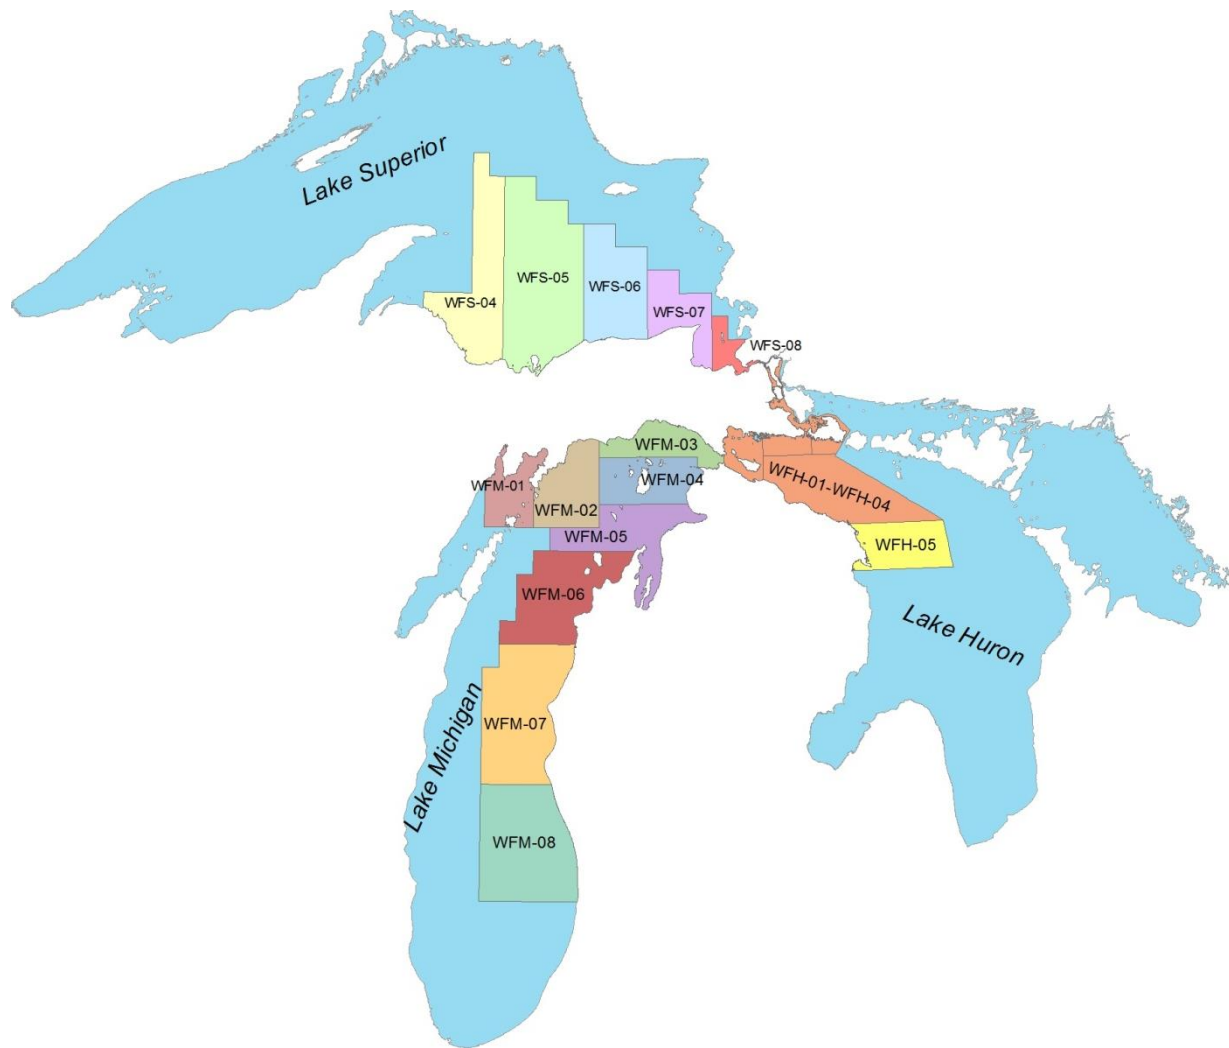 Lake Superior
WFS-04
WFS-05
WFS-06
WFS-07
WFS-08
WFM-01
WFM-02
WFM-03
WFM-04
WFM-05
WFM-06
WFM-07
WFM-08
Lake Michigan
WFH-01-WFH-04
WFH-05
Lake Huron